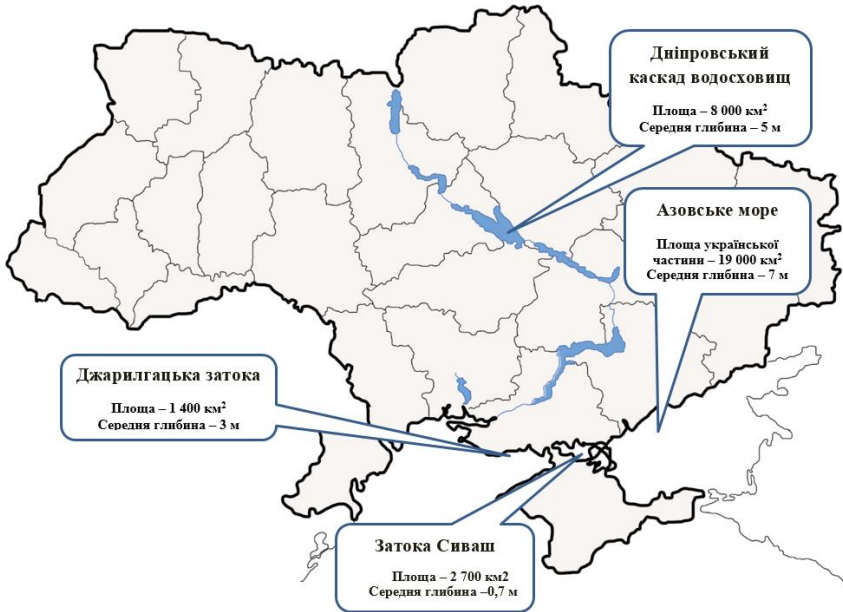 Дніпровський
каскад водосховищ
Площа – 8 000 км²
Середня глибина – 5 м
Азовське море
Площа української
частини – 19 000 км²
Середня глибина – 7 м
Джарилгацька затока
Площа – 1 400 км²
Середня глибина – 3 м
Затока Сиваш
Площа – 2 700 км2
Середня глибина –0,7 м